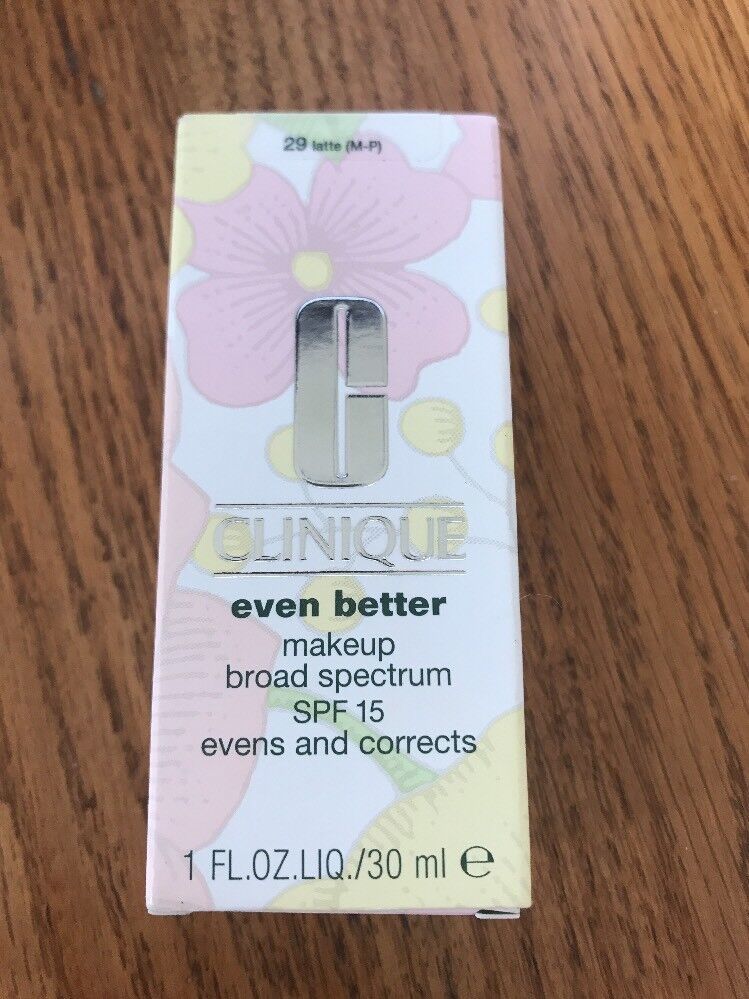 29 latte (M-P)
CLINIQUE
even better
makeup
broad spectrum
SPF 15
evens and corrects
1 FL.OZ.LIQ./30 ml ℮